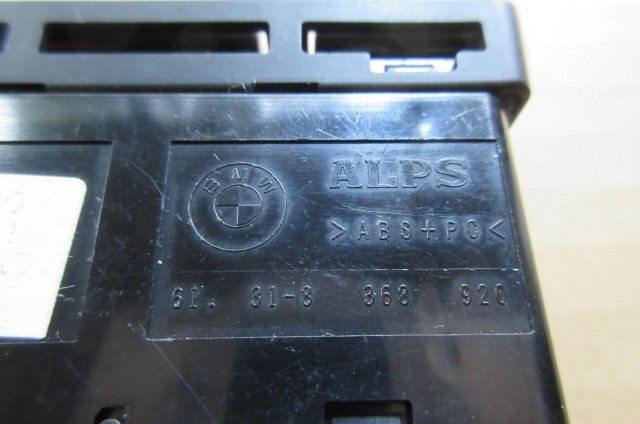 BMW
ALPS
>ABS+PC<
61. 31-8 368 920